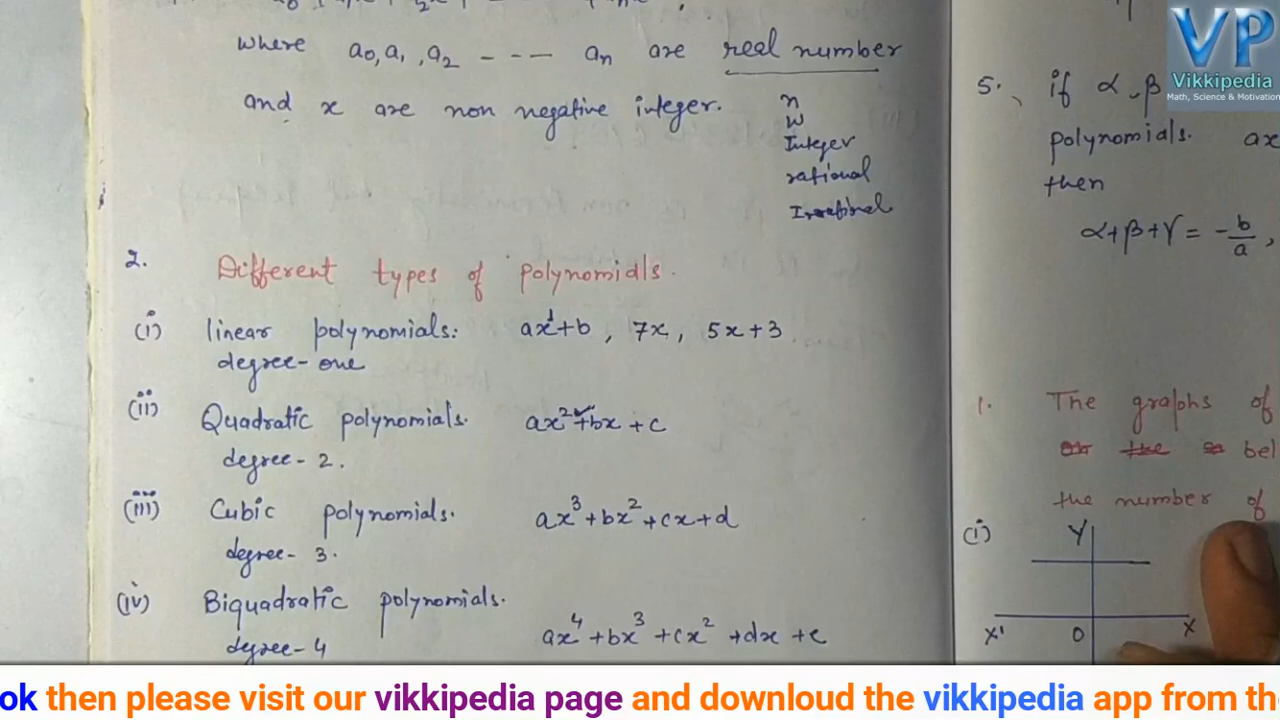 where a₀, a₁, a₂ --- aₙ are real number
and x are non negative integer.
n
W
Integer
rational
2. Different types of polynomials.
(i) linear polynomials: ax¹+b , 7x, 5x+3
degree-one
(ii) Quadratic polynomials. ax²+bx+c
degree-2.
(iii) Cubic polynomials. ax³+bx²+cx+d
degree-3.
(iv) Biquadratic polynomials.
degree-4 ax⁴+bx³+cx²+dx+e
5. if α, β
polynomials. ax
then
α+β+γ = -b/a ,
1. The graphs of
bel
the number of
(i) Y
X' O X
VP
Vikkipedia
Math, Science & Motivation
ok then please visit our vikkipedia page and downloud the vikkipedia app from th